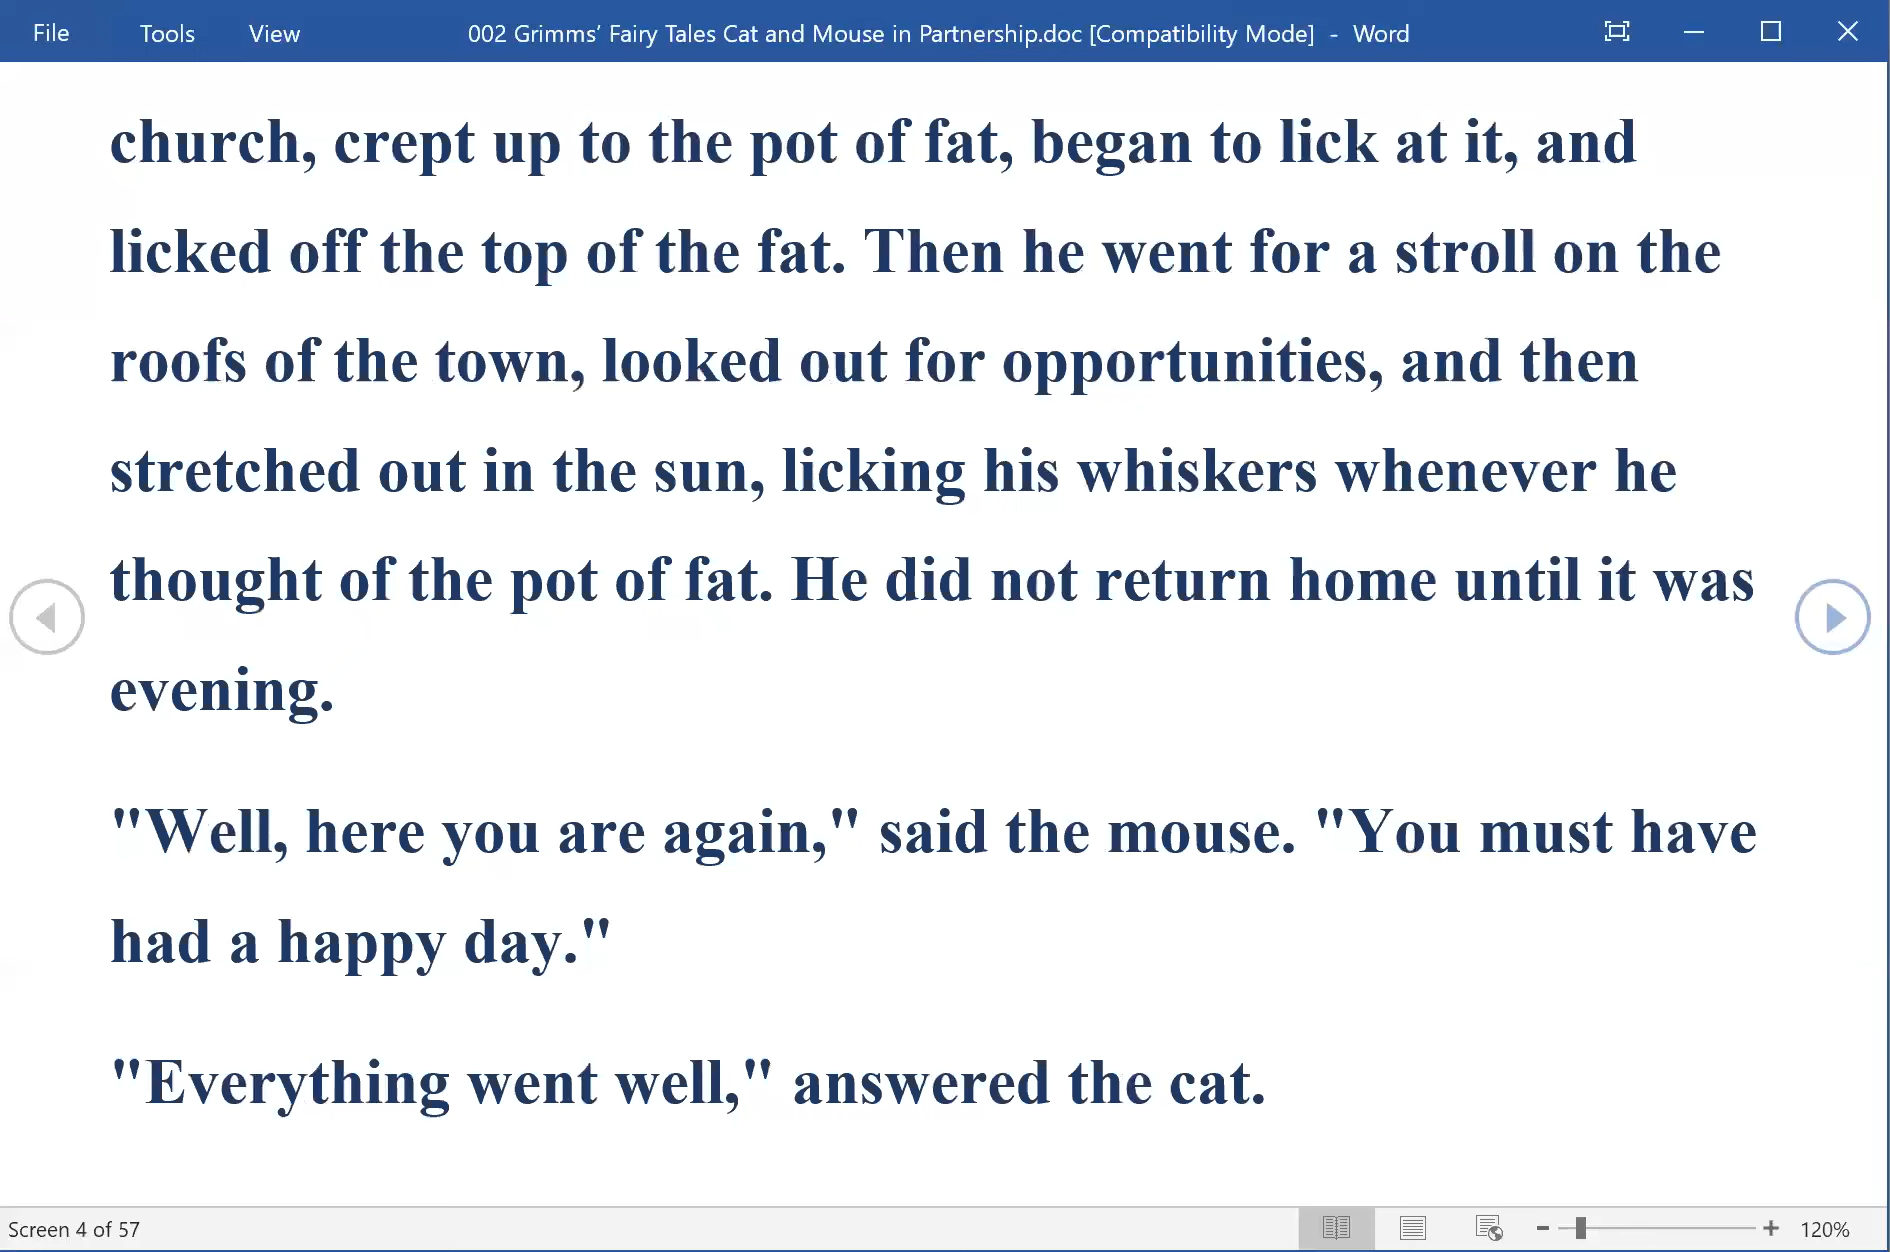 File Tools View 002 Grimms’ Fairy Tales Cat and Mouse in Partnership.doc [Compatibility Mode] - Word
church, crept up to the pot of fat, began to lick at it, and
licked off the top of the fat. Then he went for a stroll on the
roofs of the town, looked out for opportunities, and then
stretched out in the sun, licking his whiskers whenever he
thought of the pot of fat. He did not return home until it was
evening.
"Well, here you are again," said the mouse. "You must have
had a happy day."
"Everything went well," answered the cat.
Screen 4 of 57 120%